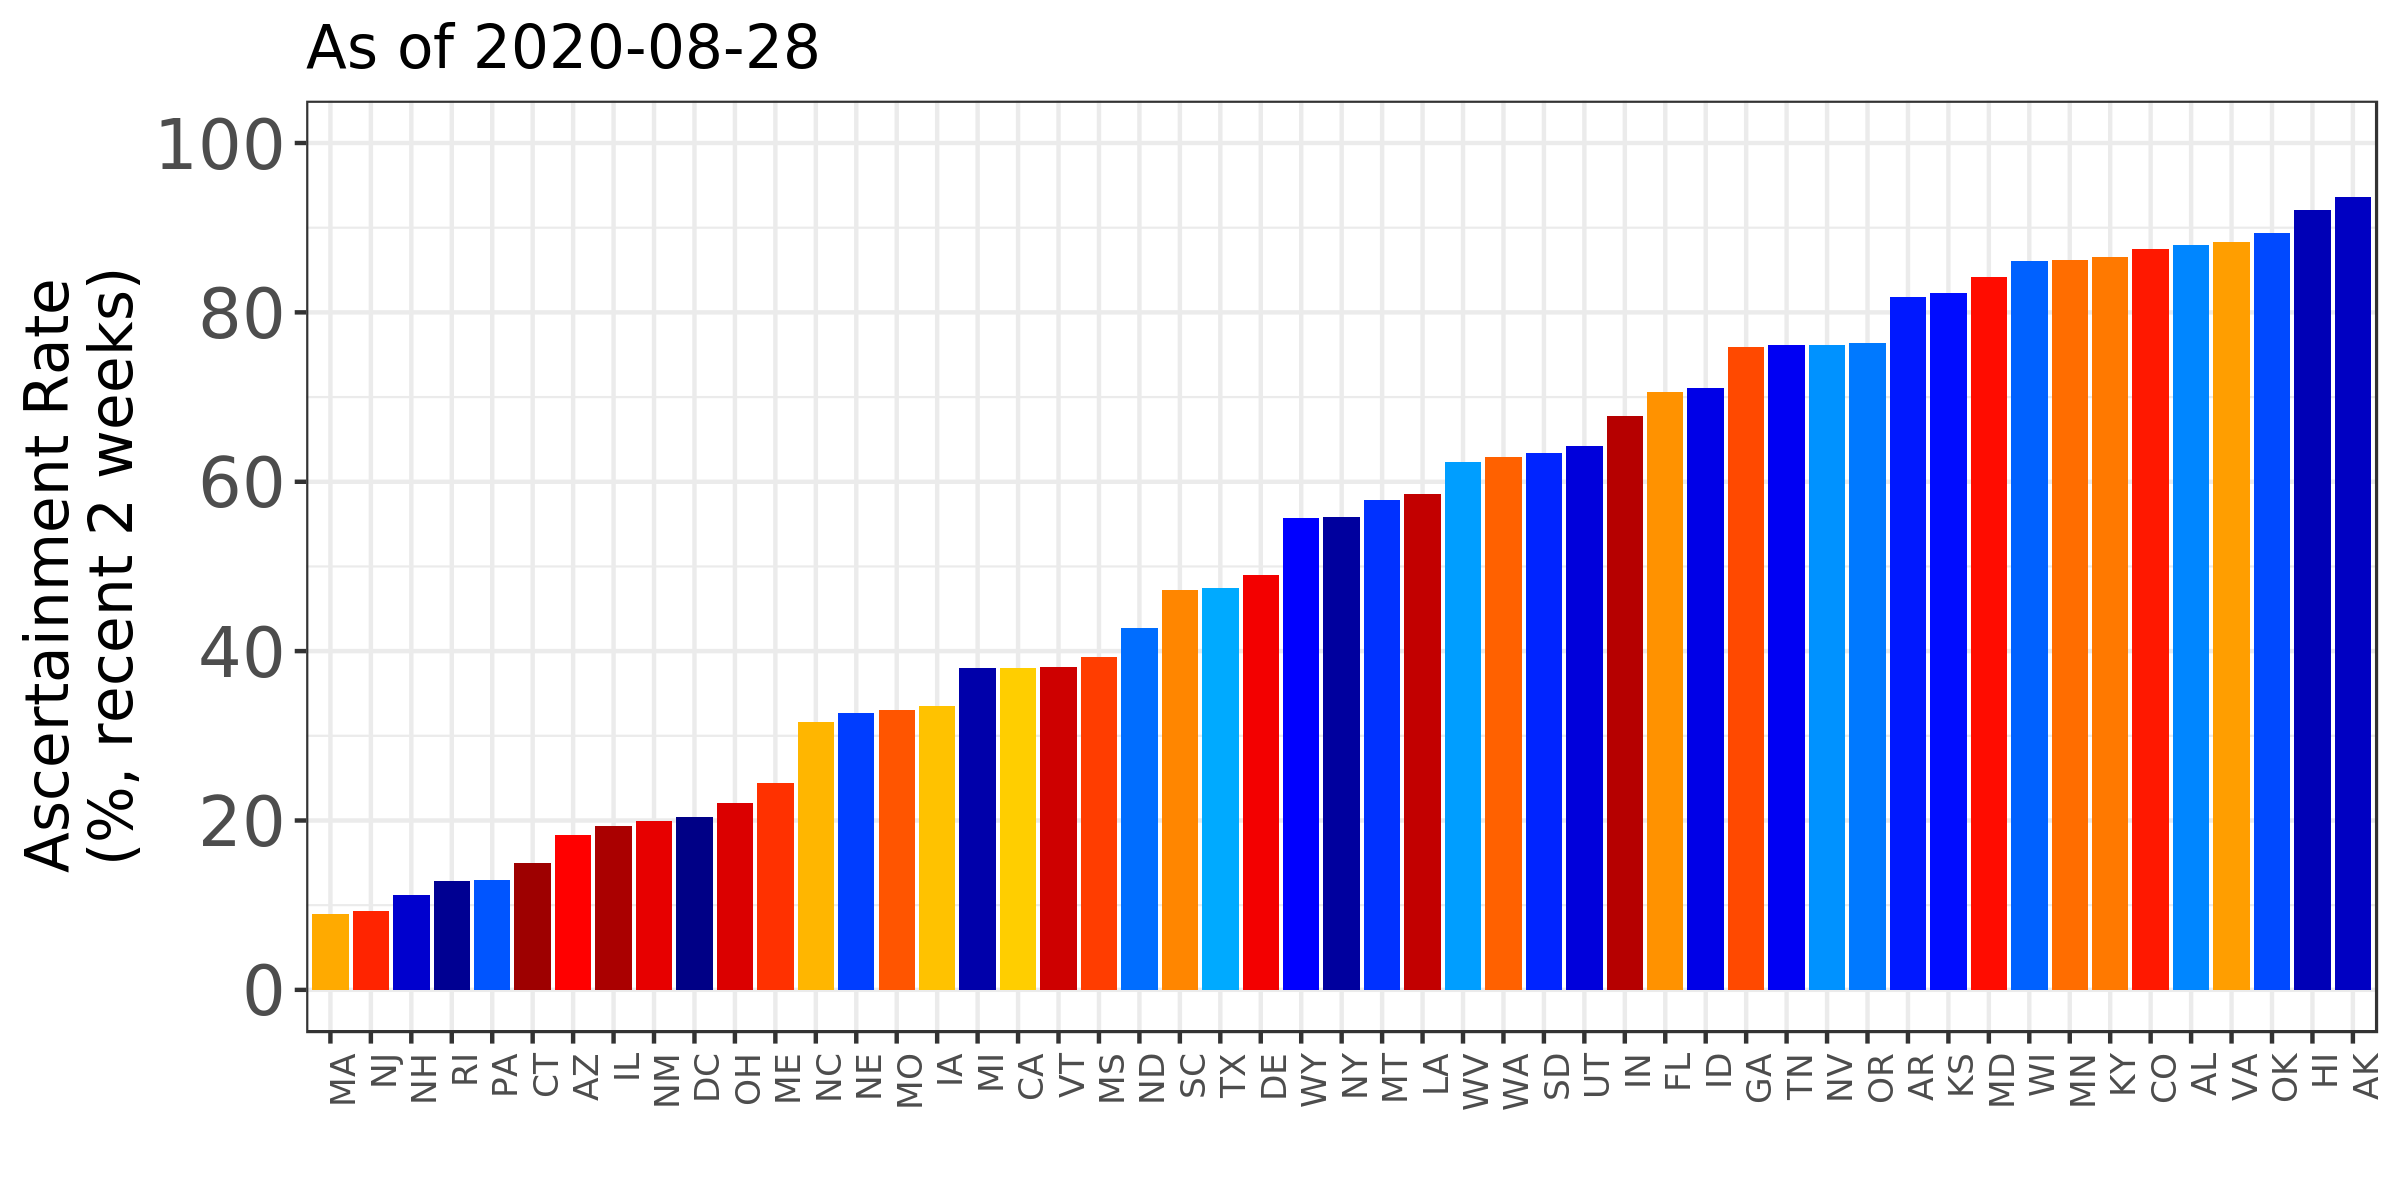 As of 2020-08-28
Ascertainment Rate
(%, recent 2 weeks)
100
80
60
40
20
0
MA NJ NH RI PA CT AZ IL NM DC OH ME NC NE MO IA MI CA VT MS ND SC TX DE WY NY MT LA WV WA SD UT IN FL ID GA TN NV OR AR KS MD WI MN KY CO AL VA OK HI AK